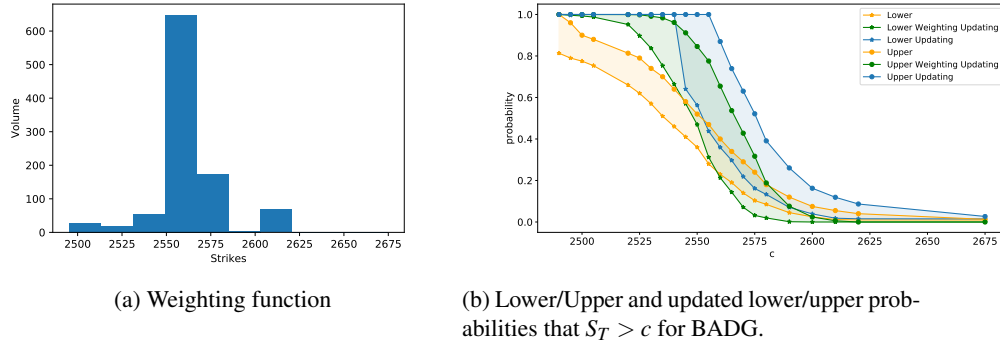 600
500
400
300
200
100
0
Volume
2500 2525 2550 2575 2600 2625 2650 2675
Strikes
(a) Weighting function
1.0
0.8
0.6
0.4
0.2
0.0
probability
2500 2525 2550 2575 2600 2625 2650 2675
c
Lower
Lower Weighting Updating
Lower Updating
Upper
Upper Weighting Updating
Upper Updating
(b) Lower/Upper and updated lower/upper prob-
abilities that S_T > c for BADG.